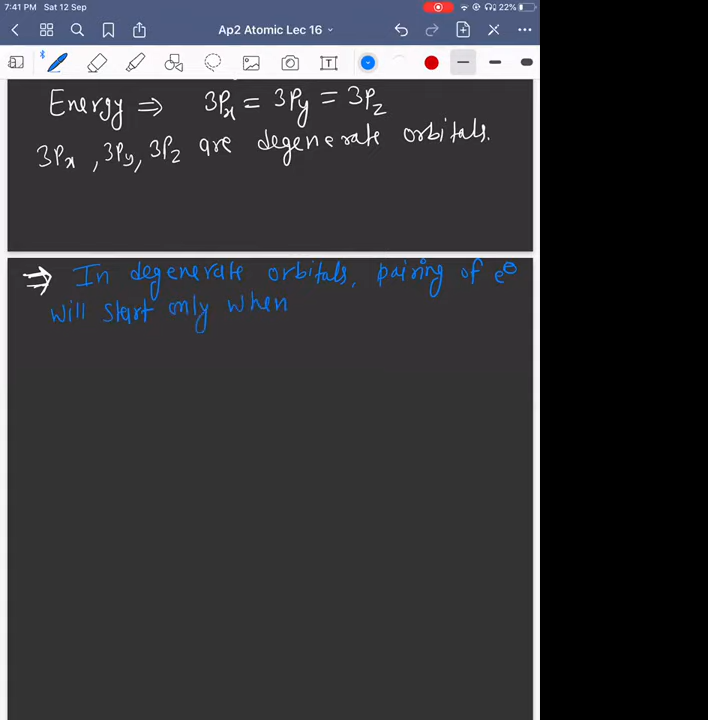 7:41 PM Sat 12 Sep 22%
Ap2 Atomic Lec 16
T
Energy ⇒ 3Px = 3Py = 3Pz
3Px , 3Py, 3Pz are degenerate orbitals.
⇒ In degenerate orbitals, pairing of e⊖
will start only when